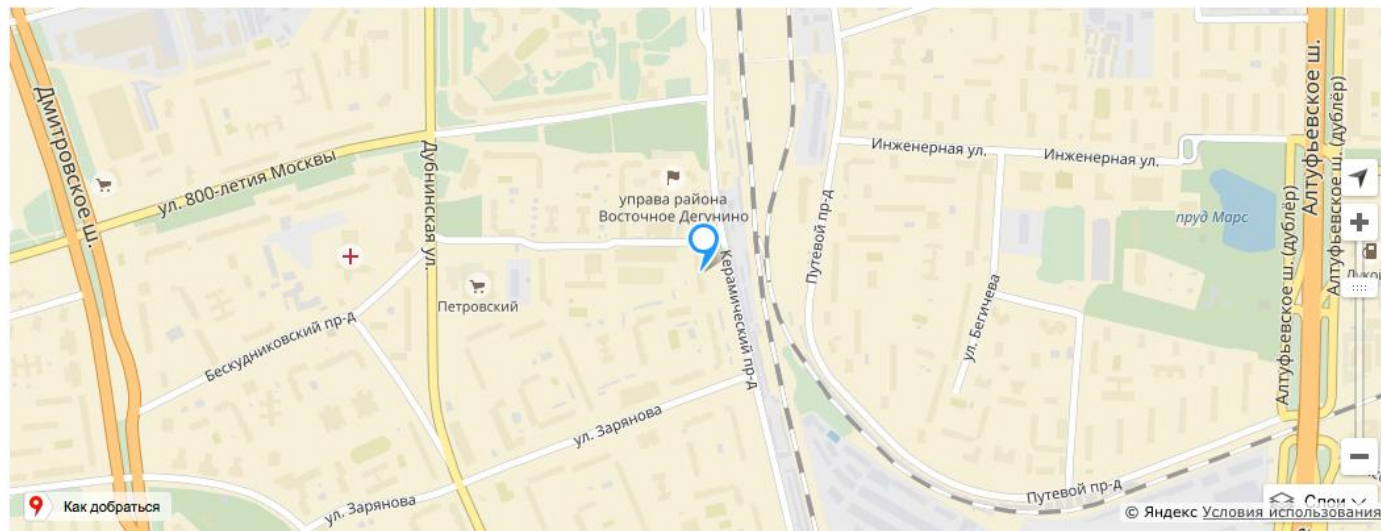 Дмитровское ш.
ул. 800-летия Москвы
Дубнинская ул.
управа района
Восточное Дегунино
Керамический пр-д
Петровский
Бескудниковский пр-д
ул. Зарянова
ул. Зарянова
Путевой пр-д
Инженерная ул.
Инженерная ул.
ул. Бегичева
пруд Марс
Алтуфьевское ш.
Алтуфьевское ш. (дублёр)
Алтуфьевское ш. (дублёр)
Путевой пр-д
Как добраться
Слои
© Яндекс Условия использования